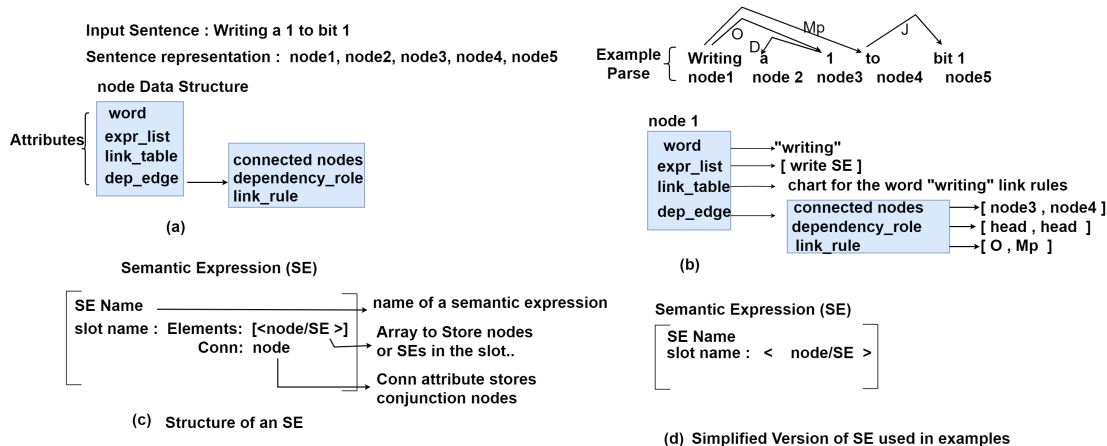 Input Sentence : Writing a 1 to bit 1
Sentence representation : node1, node2, node3, node4, node5
node Data Structure
Attributes
word
expr_list
link_table
dep_edge
connected nodes
dependency_role
link_rule
(a)
Mp
O
D
J
Example Parse
Writing a 1 to bit 1
node1 node 2 node3 node4 node5
node 1
word
"writing"
expr_list
[ write SE ]
link_table
chart for the word "writing" link rules
dep_edge
connected nodes
[ node3 , node4 ]
dependency_role
[ head , head ]
link_rule
[ O , Mp ]
(b)
Semantic Expression (SE)
SE Name
name of a semantic expression
slot name : Elements: [<node/SE >]
Conn: node
Array to Store nodes
or SEs in the slot..
Conn attribute stores
conjunction nodes
(c) Structure of an SE
Semantic Expression (SE)
SE Name
slot name : < node/SE >
(d) Simplified Version of SE used in examples